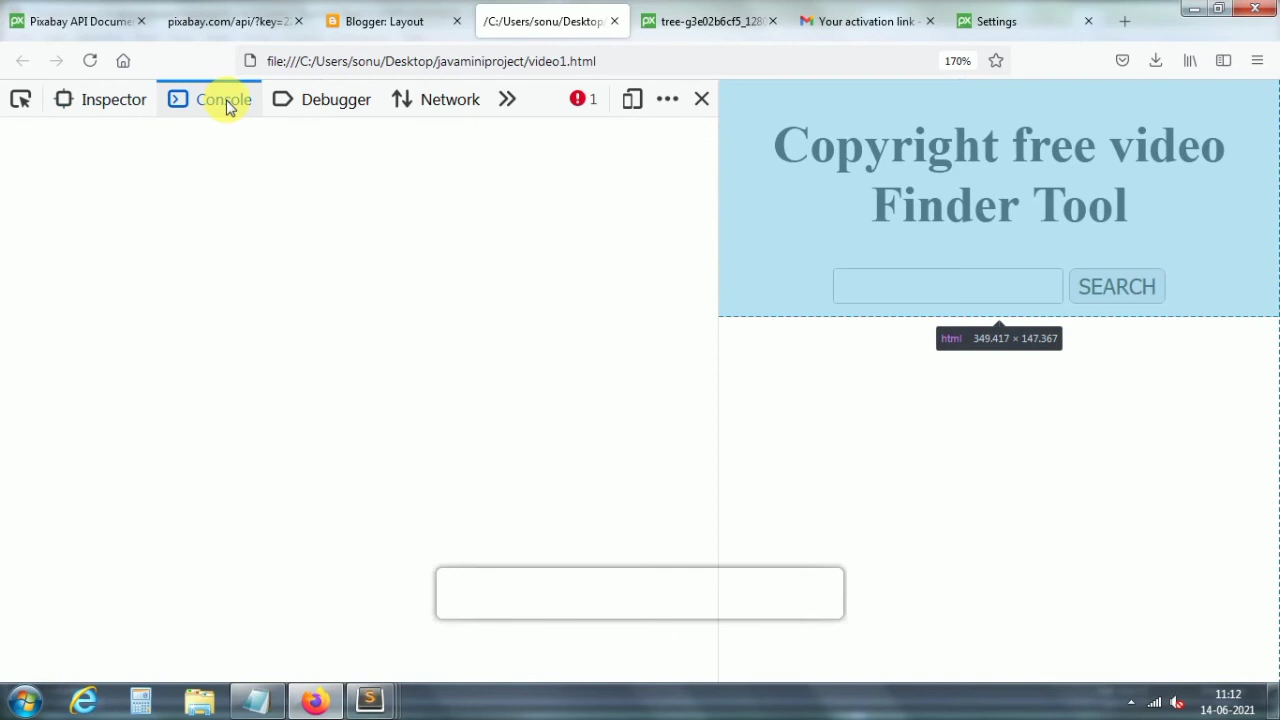 Pixabay API Docume
pixabay.com/api/?key=2
Blogger: Layout
/C:/Users/sonu/Desktop/
tree-g3e02b6cf5_1280
Your activation link -
Settings
file:///C:/Users/sonu/Desktop/javaminiproject/video1.html
170%
Inspector
Console
Debugger
Network
1
Copyright free video
Finder Tool
SEARCH
html 349.417 × 147.367
11:12
14-06-2021